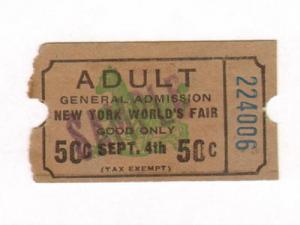 ADULT
GENERAL ADMISSION
NEW YORK WORLD'S FAIR
GOOD ONLY
50c SEPT. 4th 50c
(TAX EXEMPT)
224006